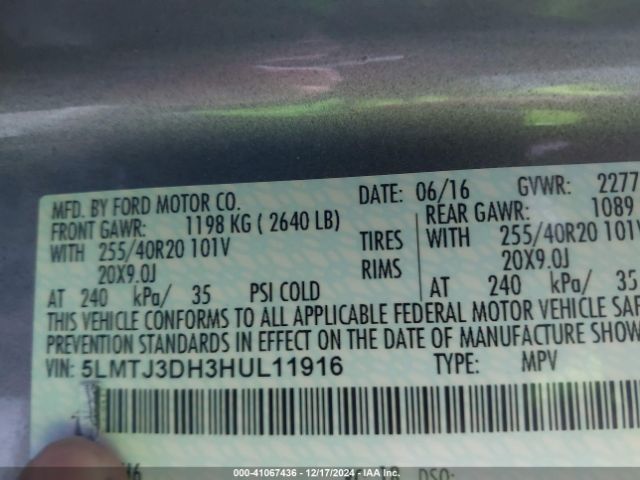 MFD. BY FORD MOTOR CO.
DATE: 06/16 GVWR: 2277
FRONT GAWR: 1198 KG ( 2640 LB)
REAR GAWR: 1089
WITH 255/40R20 101V TIRES
WITH 255/40R20 101V
20X9.0J RIMS
20X9.0J
AT 240 kPa/ 35 PSI COLD
AT 240 kPa/ 35
THIS VEHICLE CONFORMS TO ALL APPLICABLE FEDERAL MOTOR VEHICLE SAF
PREVENTION STANDARDS IN EFFECT ON THE DATE OF MANUFACTURE SHOW
VIN: 5LMTJ3DH3HUL11916 TYPE: MPV
DSO:
000-41067436 - 12/17/2024 - IAA Inc.